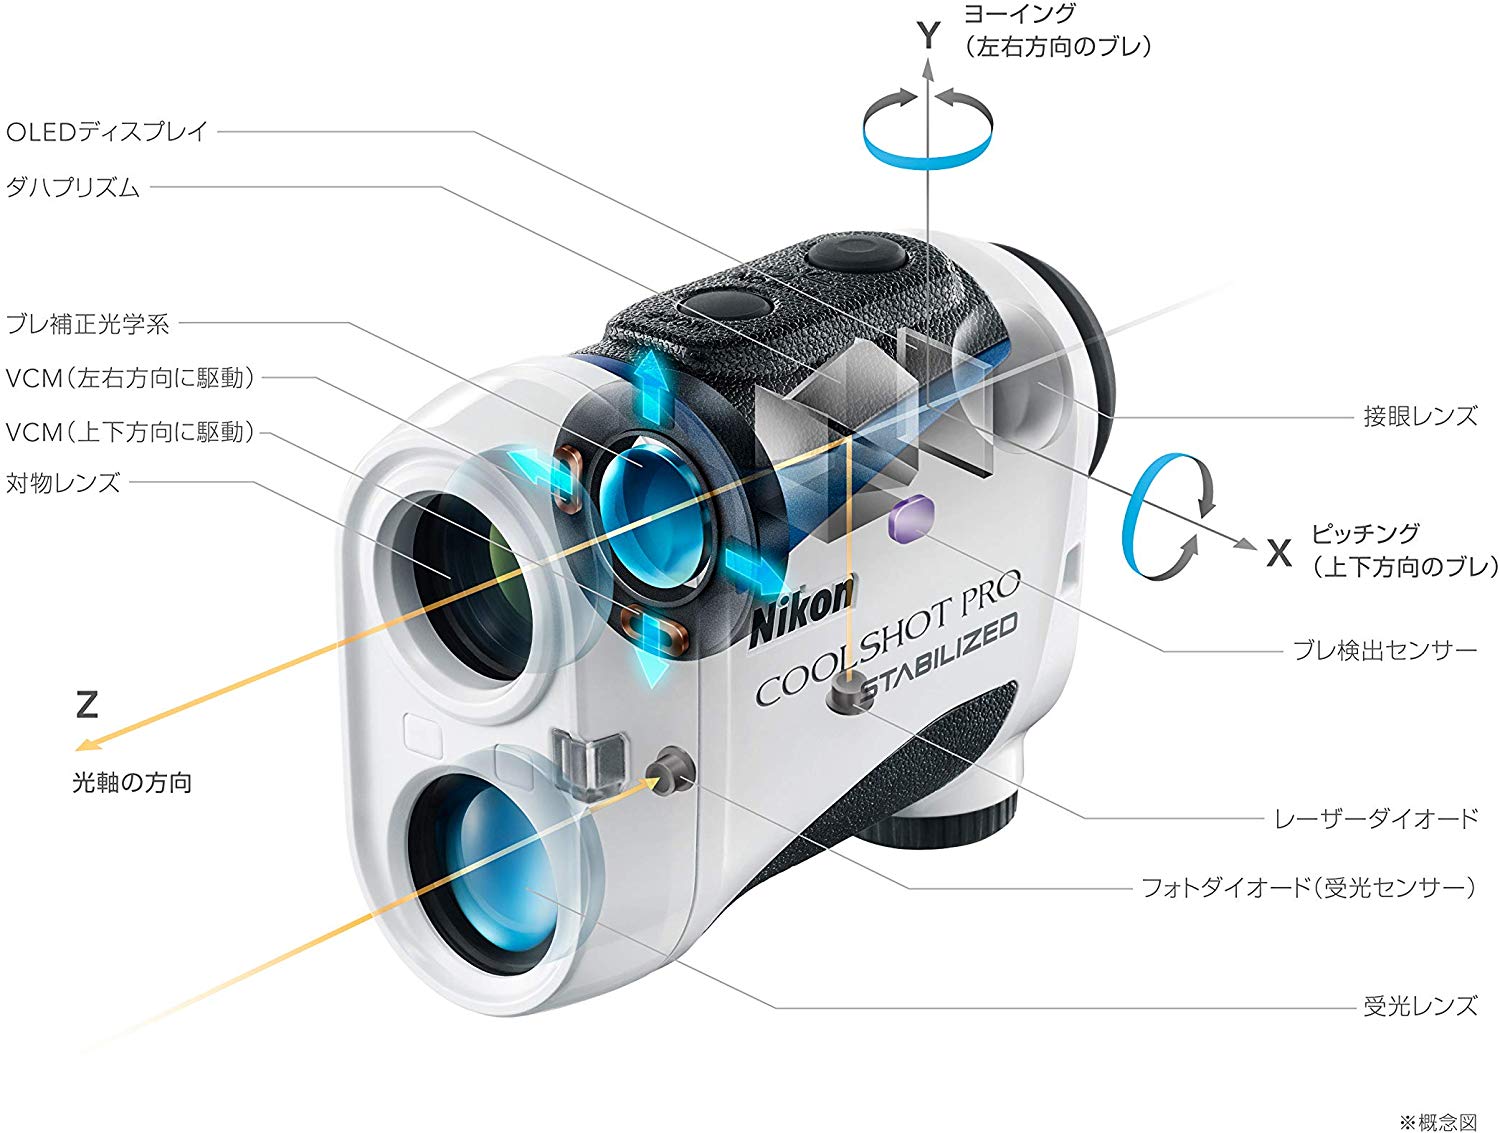 Y
ヨーイング
（左右方向のブレ）
OLEDディスプレイ
ダハプリズム
ブレ補正光学系
VCM（左右方向に駆動）
VCM（上下方向に駆動）
対物レンズ
接眼レンズ
X
ピッチング
（上下方向のブレ）
Nikon
COOLSHOT PRO
STABILIZED
ブレ検出センサー
Z
光軸の方向
レーザーダイオード
フォトダイオード（受光センサー）
受光レンズ
※概念図